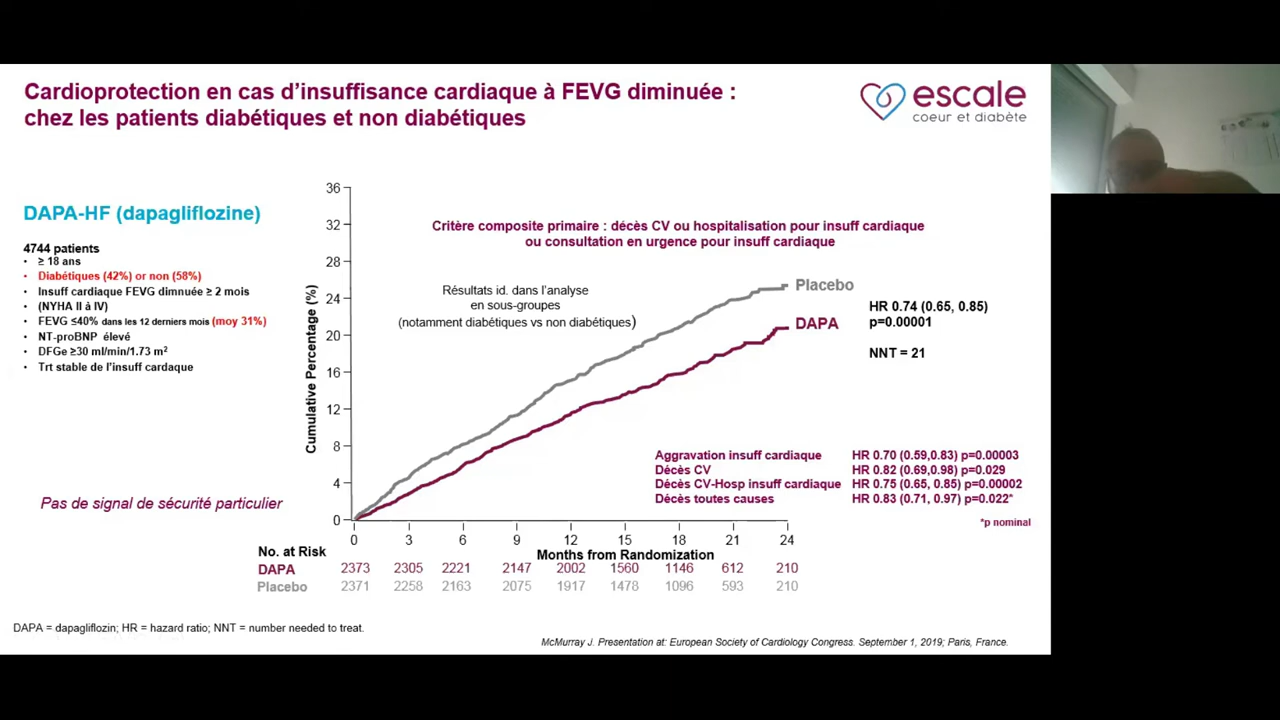 Cardioprotection en cas d'insuffisance cardiaque à FEVG diminuée :
chez les patients diabétiques et non diabétiques
escale
coeur et diabète
DAPA-HF (dapagliflozine)
4744 patients
• ≥ 18 ans
• Diabétiques (42%) or non (58%)
• Insuff cardiaque FEVG dimnuée ≥ 2 mois
• (NYHA II à IV)
• FEVG ≤40% dans les 12 derniers mois (moy 31%)
• NT-proBNP élevé
• DFGe ≥30 ml/min/1.73 m²
• Trt stable de l'insuff cardaque
Pas de signal de sécurité particulier
Cumulative Percentage (%)
36
32
28
24
20
16
12
8
4
0
Critère composite primaire : décès CV ou hospitalisation pour insuff cardiaque
ou consultation en urgence pour insuff cardiaque
Résultats id. dans l'analyse
en sous-groupes
(notamment diabétiques vs non diabétiques)
Placebo
DAPA
HR 0.74 (0.65, 0.85)
p=0.00001
NNT = 21
Aggravation insuff cardiaque HR 0.70 (0.59,0.83) p=0.00003
Décès CV HR 0.82 (0.69,0.98) p=0.029
Décès CV-Hosp insuff cardiaque HR 0.75 (0.65, 0.85) p=0.00002
Décès toutes causes HR 0.83 (0.71, 0.97) p=0.022*
*p nominal
0 3 6 9 12 15 18 21 24
Months from Randomization
No. at Risk
DAPA 2373 2305 2221 2147 2002 1560 1146 612 210
Placebo 2371 2258 2163 2075 1917 1478 1096 593 210
DAPA = dapagliflozin; HR = hazard ratio; NNT = number needed to treat.
McMurray J. Presentation at: European Society of Cardiology Congress. September 1, 2019; Paris, France.